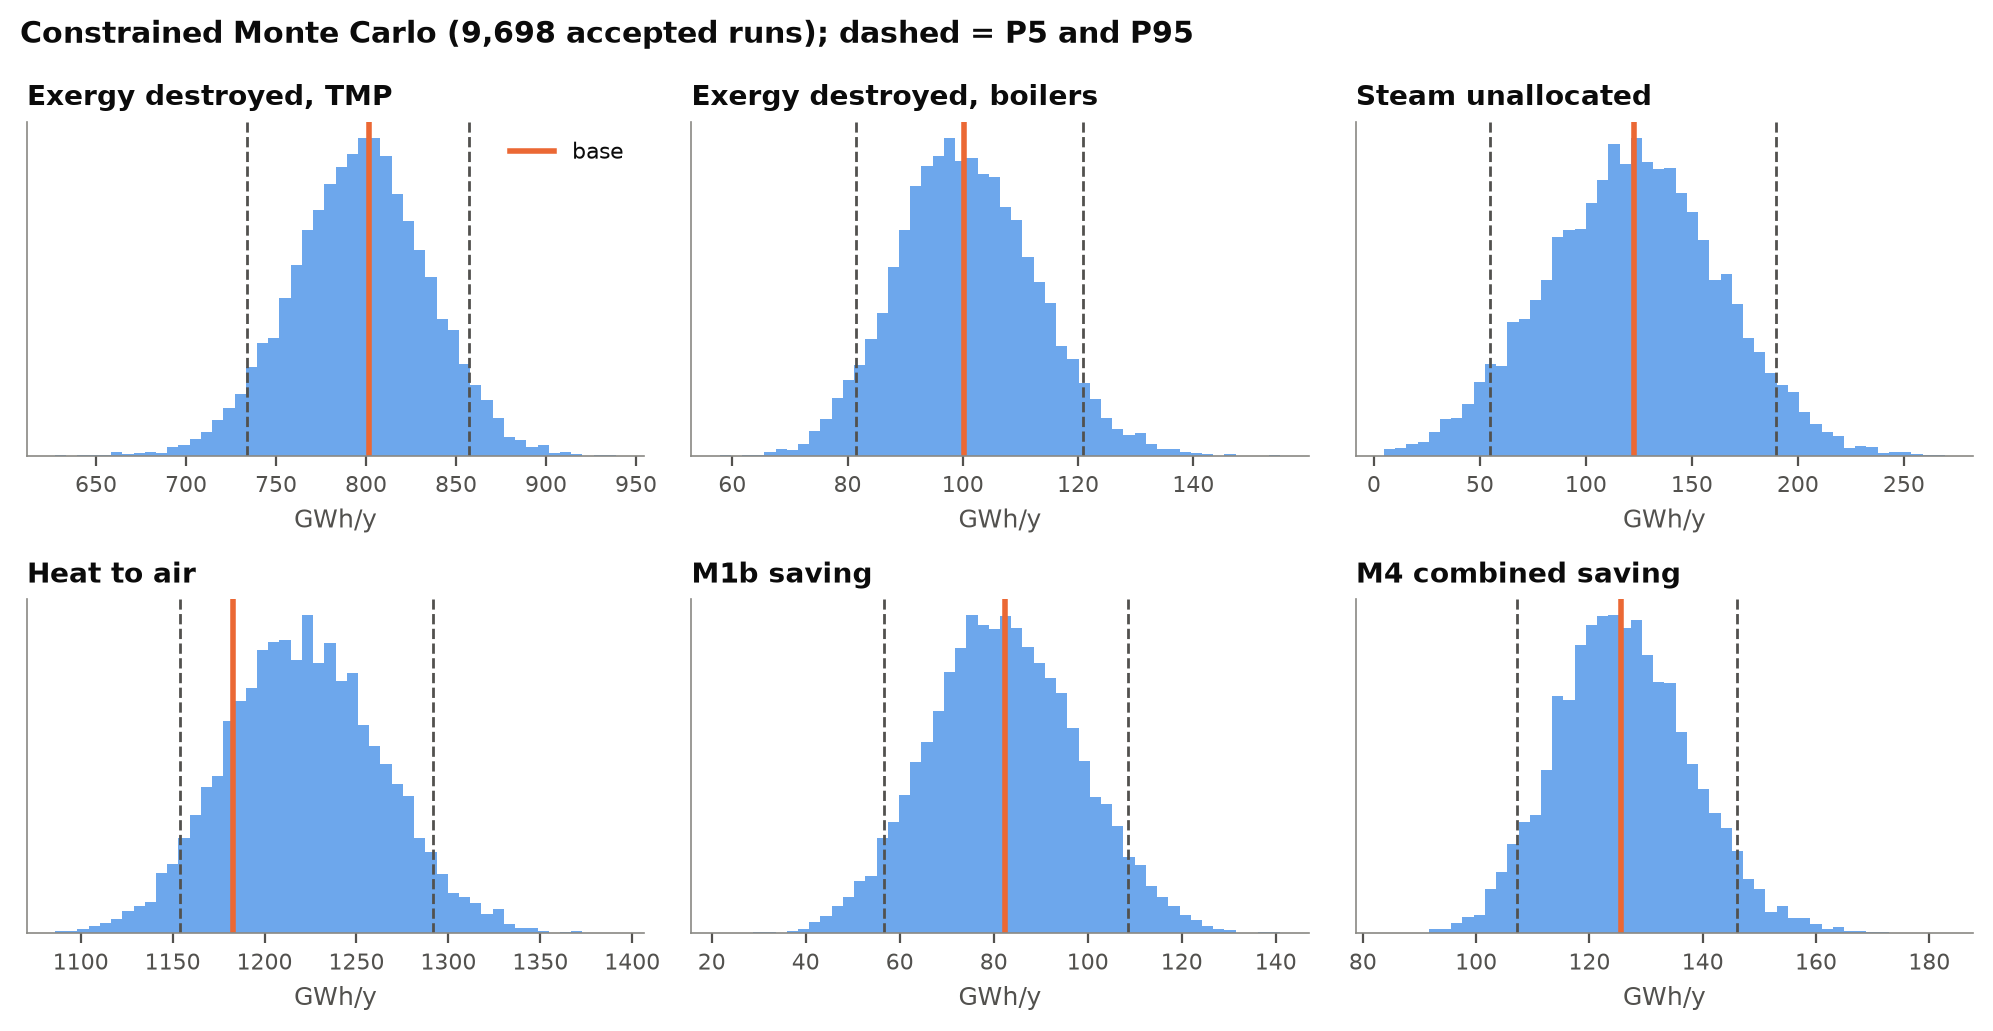 Constrained Monte Carlo (9,698 accepted runs); dashed = P5 and P95
Exergy destroyed, TMP
base
650 700 750 800 850 900 950
GWh/y
Exergy destroyed, boilers
60 80 100 120 140
GWh/y
Steam unallocated
0 50 100 150 200 250
GWh/y
Heat to air
1100 1150 1200 1250 1300 1350 1400
GWh/y
M1b saving
20 40 60 80 100 120 140
GWh/y
M4 combined saving
80 100 120 140 160 180
GWh/y